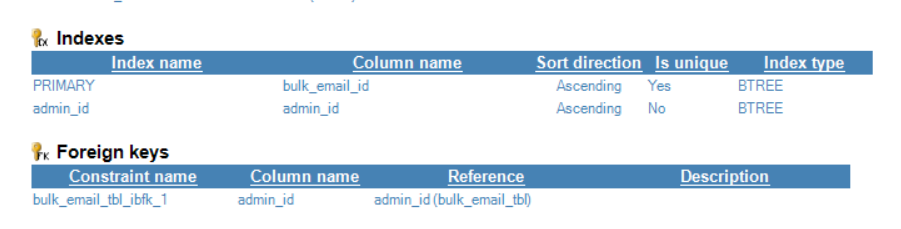 Indexes
Index name Column name Sort direction Is unique Index type
PRIMARY bulk_email_id Ascending Yes BTREE
admin_id admin_id Ascending No BTREE
Foreign keys
Constraint name Column name Reference Description
bulk_email_tbl_ibfk_1 admin_id admin_id (bulk_email_tbl)